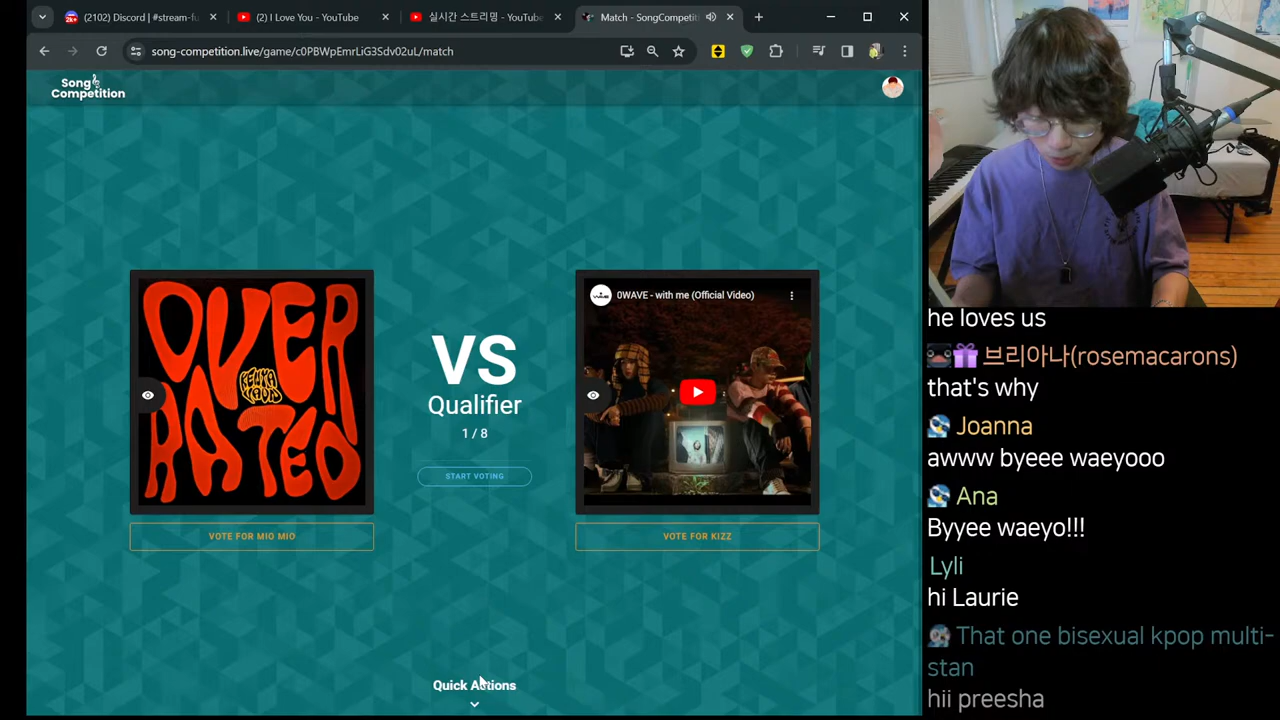 (2102) Discord | #stream-fu
(2) I Love You - YouTube
실시간 스트리밍 - YouTube
Match - SongCompetit
song-competition.live/game/c0PBWpEmrLiG3Sdv02uL/match
Song
Competition
OVER
RATED
0WAVE - with me (Official Video)
VS
Qualifier
1 / 8
START VOTING
VOTE FOR MIO MIO
VOTE FOR KIZZ
Quick Actions
he loves us
브리아나(rosemacarons)
that's why
Joanna
awww byeee waeyooo
Ana
Byyee waeyo!!!
Lyli
hi Laurie
That one bisexual kpop multi-
stan
hii preesha